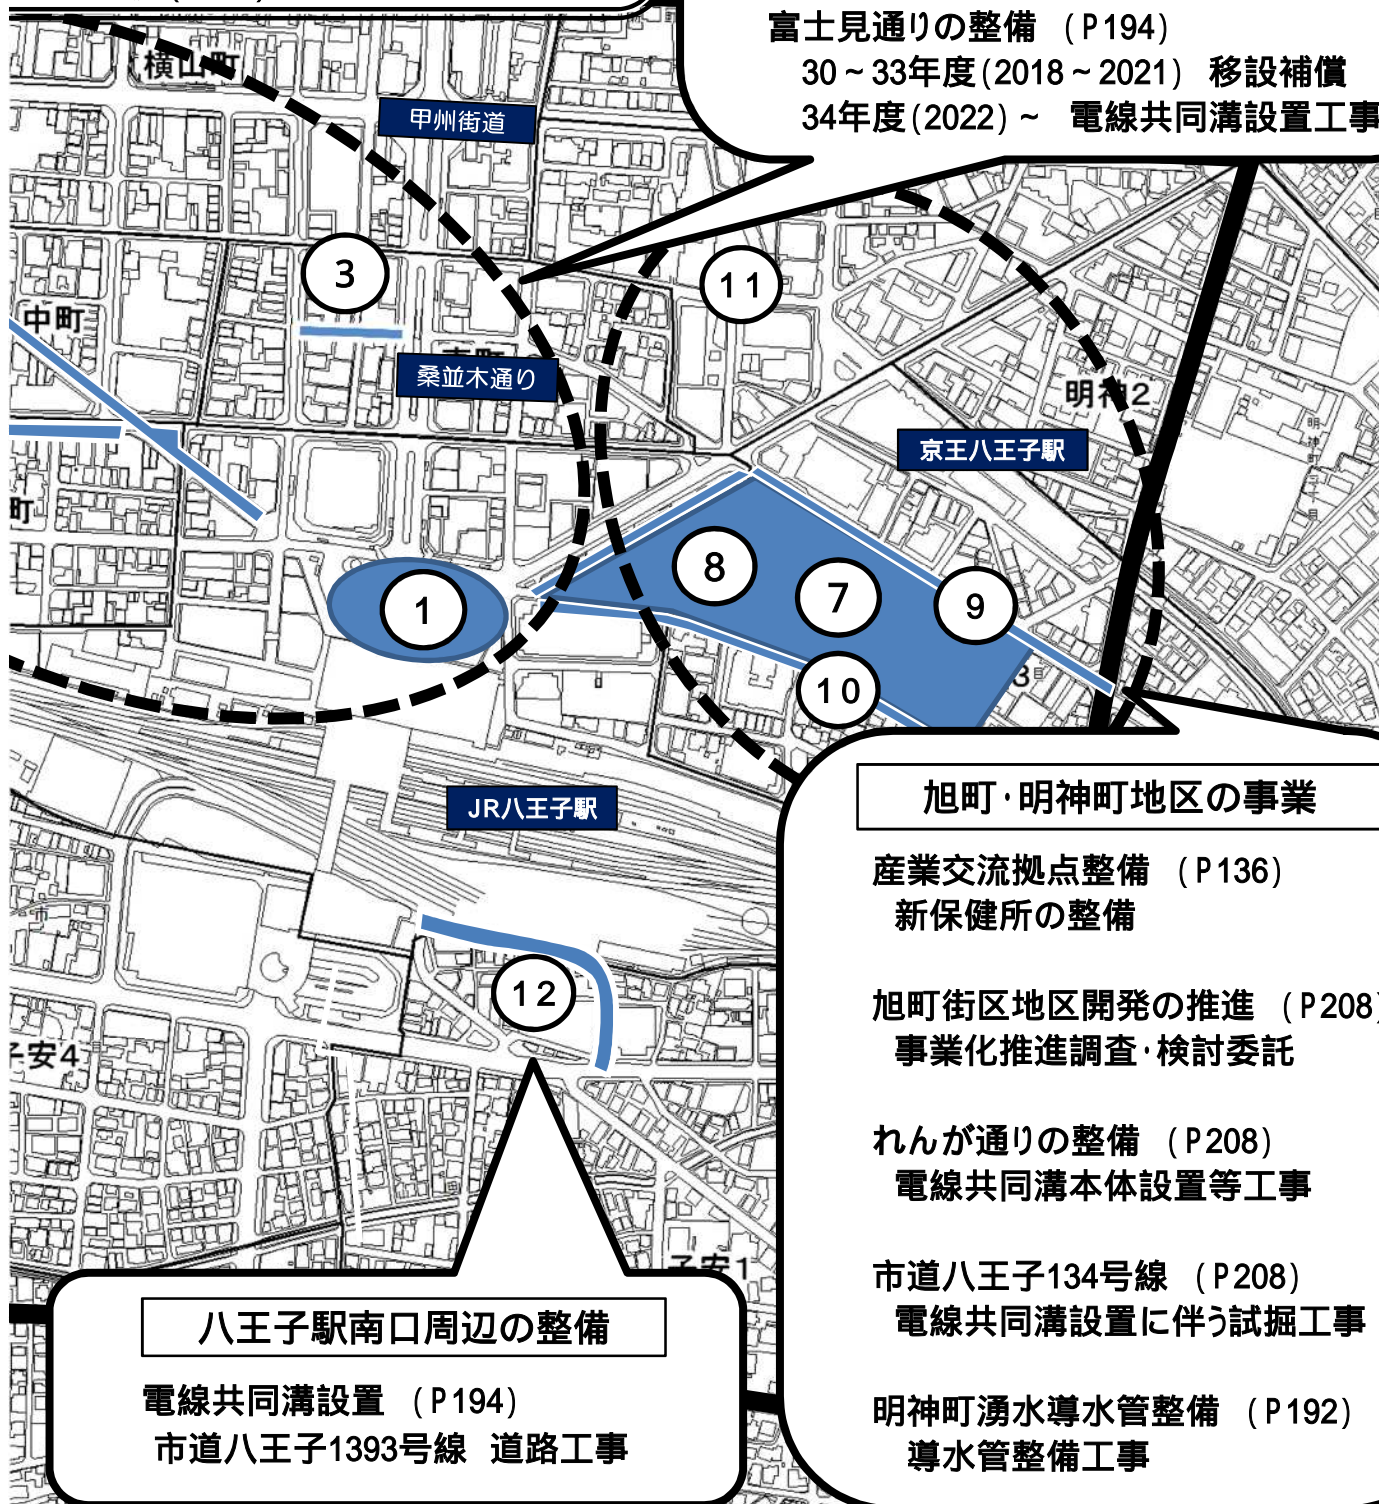 富士見通りの整備 (P194)
30～33年度(2018～2021) 移設補償
34年度(2022)～ 電線共同溝設置工事
横山町
甲州街道
3
11
中町
桑並木通り
明神2
京王八王子駅
町
8
7
9
1
10
3
JR八王子駅
旭町･明神町地区の事業
産業交流拠点整備 (P136)
新保健所の整備
旭町街区地区開発の推進 (P208)
事業化推進調査･検討委託
れんが通りの整備 (P208)
電線共同溝本体設置等工事
市道八王子134号線 (P208)
電線共同溝設置に伴う試掘工事
明神町湧水導水管整備 (P192)
導水管整備工事
12
子安4
子安1
八王子駅南口周辺の整備
電線共同溝設置 (P194)
市道八王子1393号線 道路工事